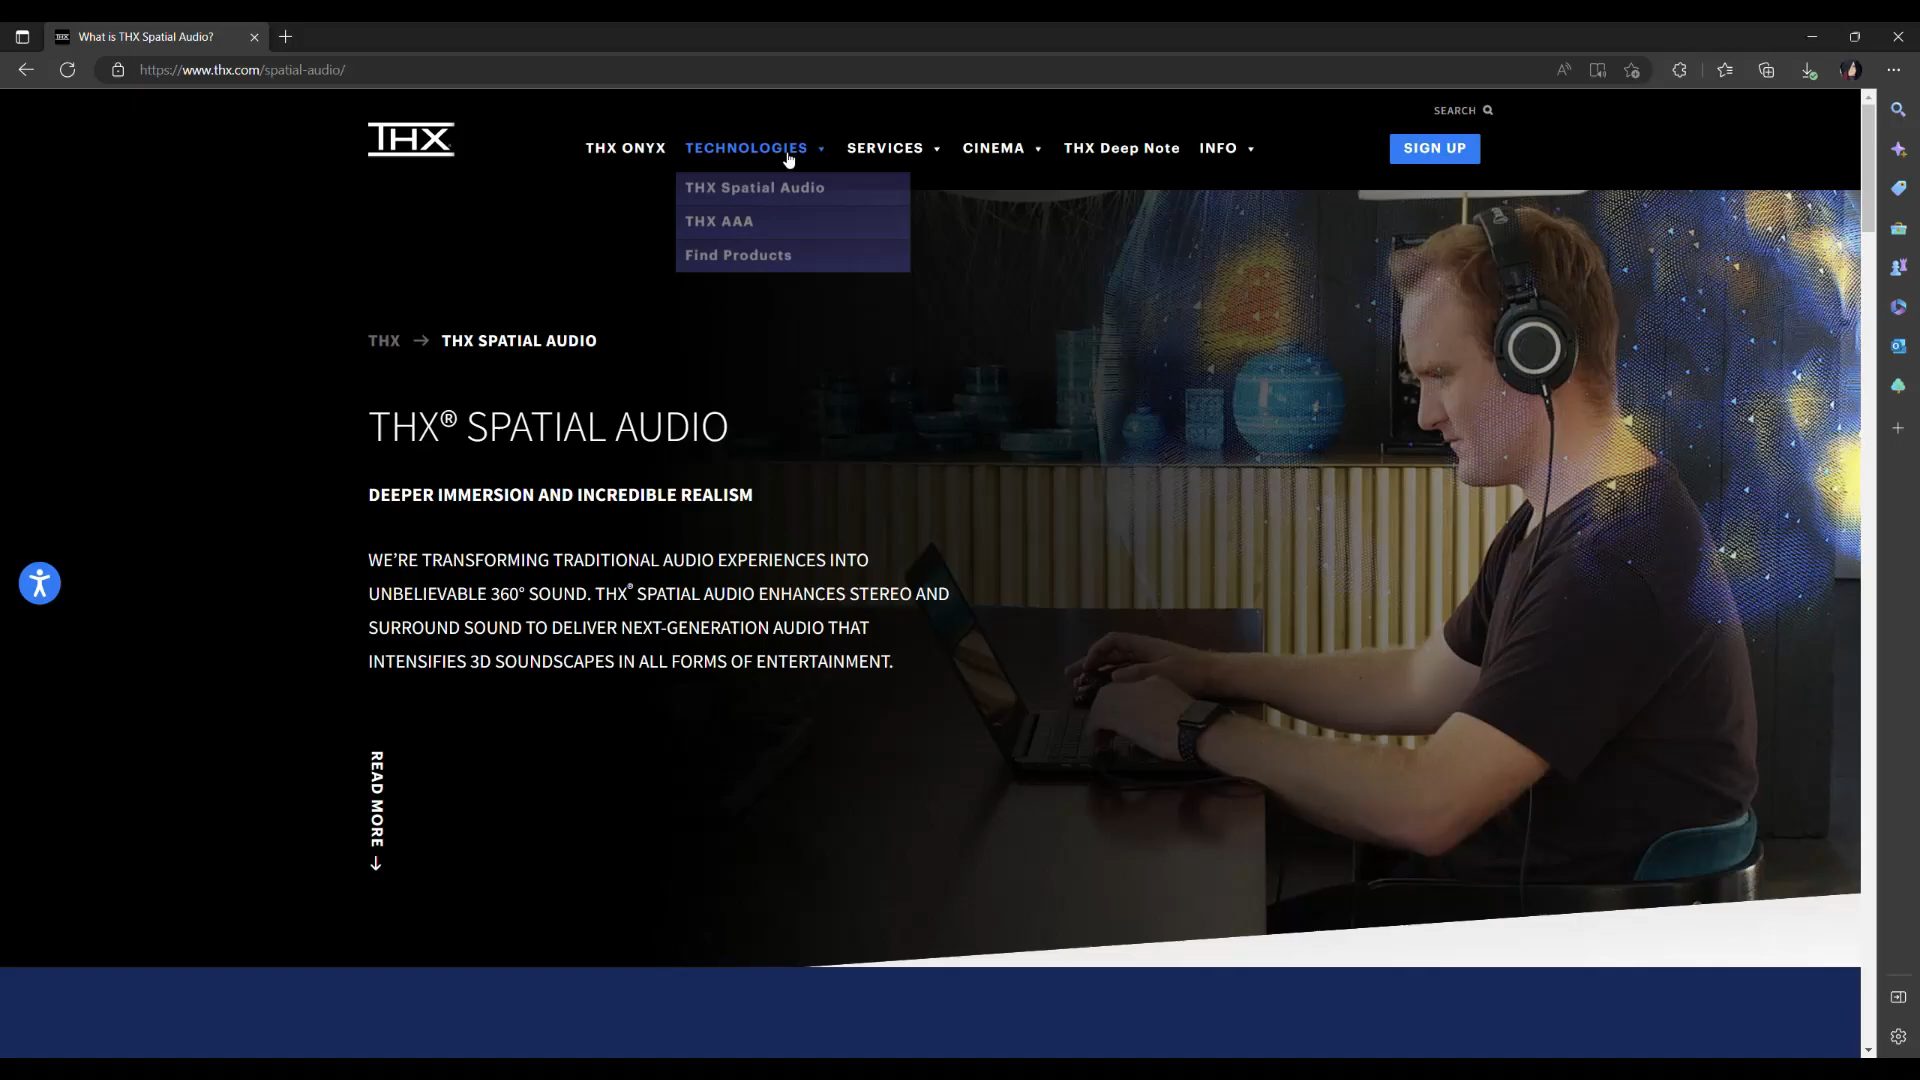 What is THX Spatial Audio?
https://www.thx.com/spatial-audio/
SEARCH
THX
THX ONYX TECHNOLOGIES SERVICES CINEMA THX Deep Note INFO SIGN UP
THX Spatial Audio
THX AAA
Find Products
THX → THX SPATIAL AUDIO
THX® SPATIAL AUDIO
DEEPER IMMERSION AND INCREDIBLE REALISM
WE’RE TRANSFORMING TRADITIONAL AUDIO EXPERIENCES INTO
UNBELIEVABLE 360° SOUND. THX® SPATIAL AUDIO ENHANCES STEREO AND
SURROUND SOUND TO DELIVER NEXT-GENERATION AUDIO THAT
INTENSIFIES 3D SOUNDSCAPES IN ALL FORMS OF ENTERTAINMENT.
READ MORE →